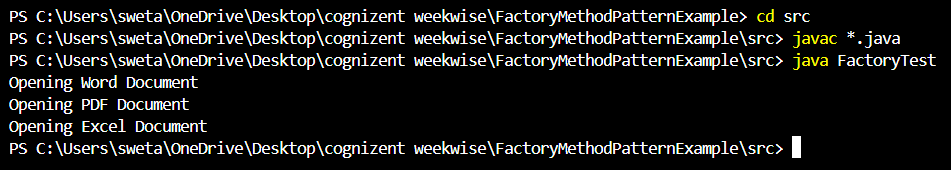 PS C:\Users\sweta\OneDrive\Desktop\cognizent weekwise\FactoryMethodPatternExample> cd src
PS C:\Users\sweta\OneDrive\Desktop\cognizent weekwise\FactoryMethodPatternExample\src> javac *.java
PS C:\Users\sweta\OneDrive\Desktop\cognizent weekwise\FactoryMethodPatternExample\src> java FactoryTest
Opening Word Document
Opening PDF Document
Opening Excel Document
PS C:\Users\sweta\OneDrive\Desktop\cognizent weekwise\FactoryMethodPatternExample\src>